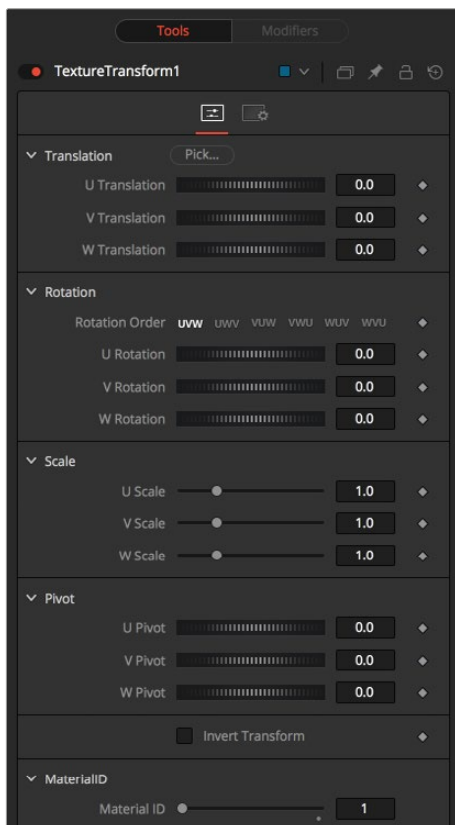 Tools Modifiers
TextureTransform1
Translation Pick...
U Translation 0.0
V Translation 0.0
W Translation 0.0
Rotation
Rotation Order UVW UWV VUW VWU WUV WVU
U Rotation 0.0
V Rotation 0.0
W Rotation 0.0
Scale
U Scale 1.0
V Scale 1.0
W Scale 1.0
Pivot
U Pivot 0.0
V Pivot 0.0
W Pivot 0.0
Invert Transform
MaterialID
Material ID 1